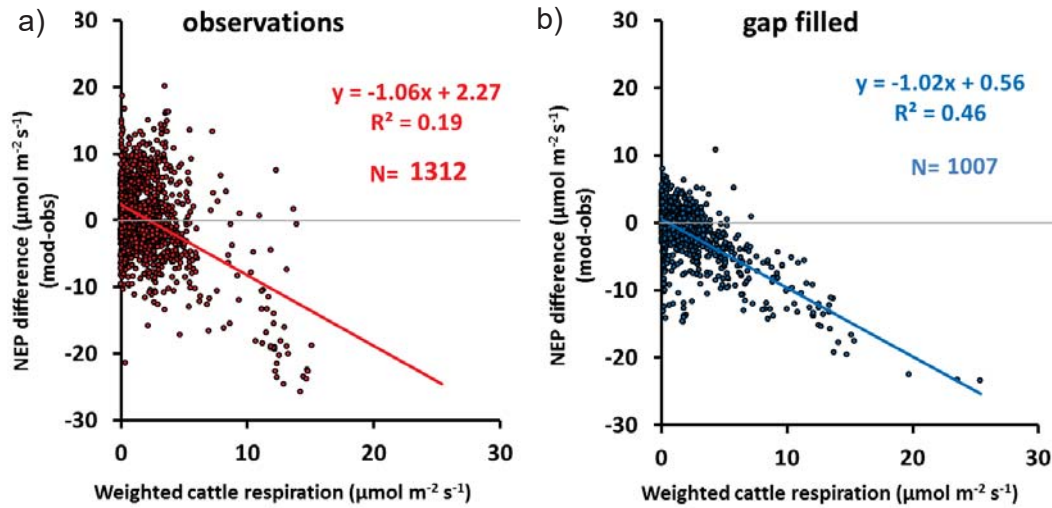 a)
observations
30
20
10
0
-10
-20
-30
NEP difference (µmol m⁻² s⁻¹)
(mod-obs)
y = -1.06x + 2.27
R² = 0.19
N= 1312
0 10 20 30
Weighted cattle respiration (µmol m⁻² s⁻¹)
b)
gap filled
30
20
10
0
-10
-20
-30
NEP difference (µmol m⁻² s⁻¹)
(mod-obs)
y = -1.02x + 0.56
R² = 0.46
N= 1007
0 10 20 30
Weighted cattle respiration (µmol m⁻² s⁻¹)